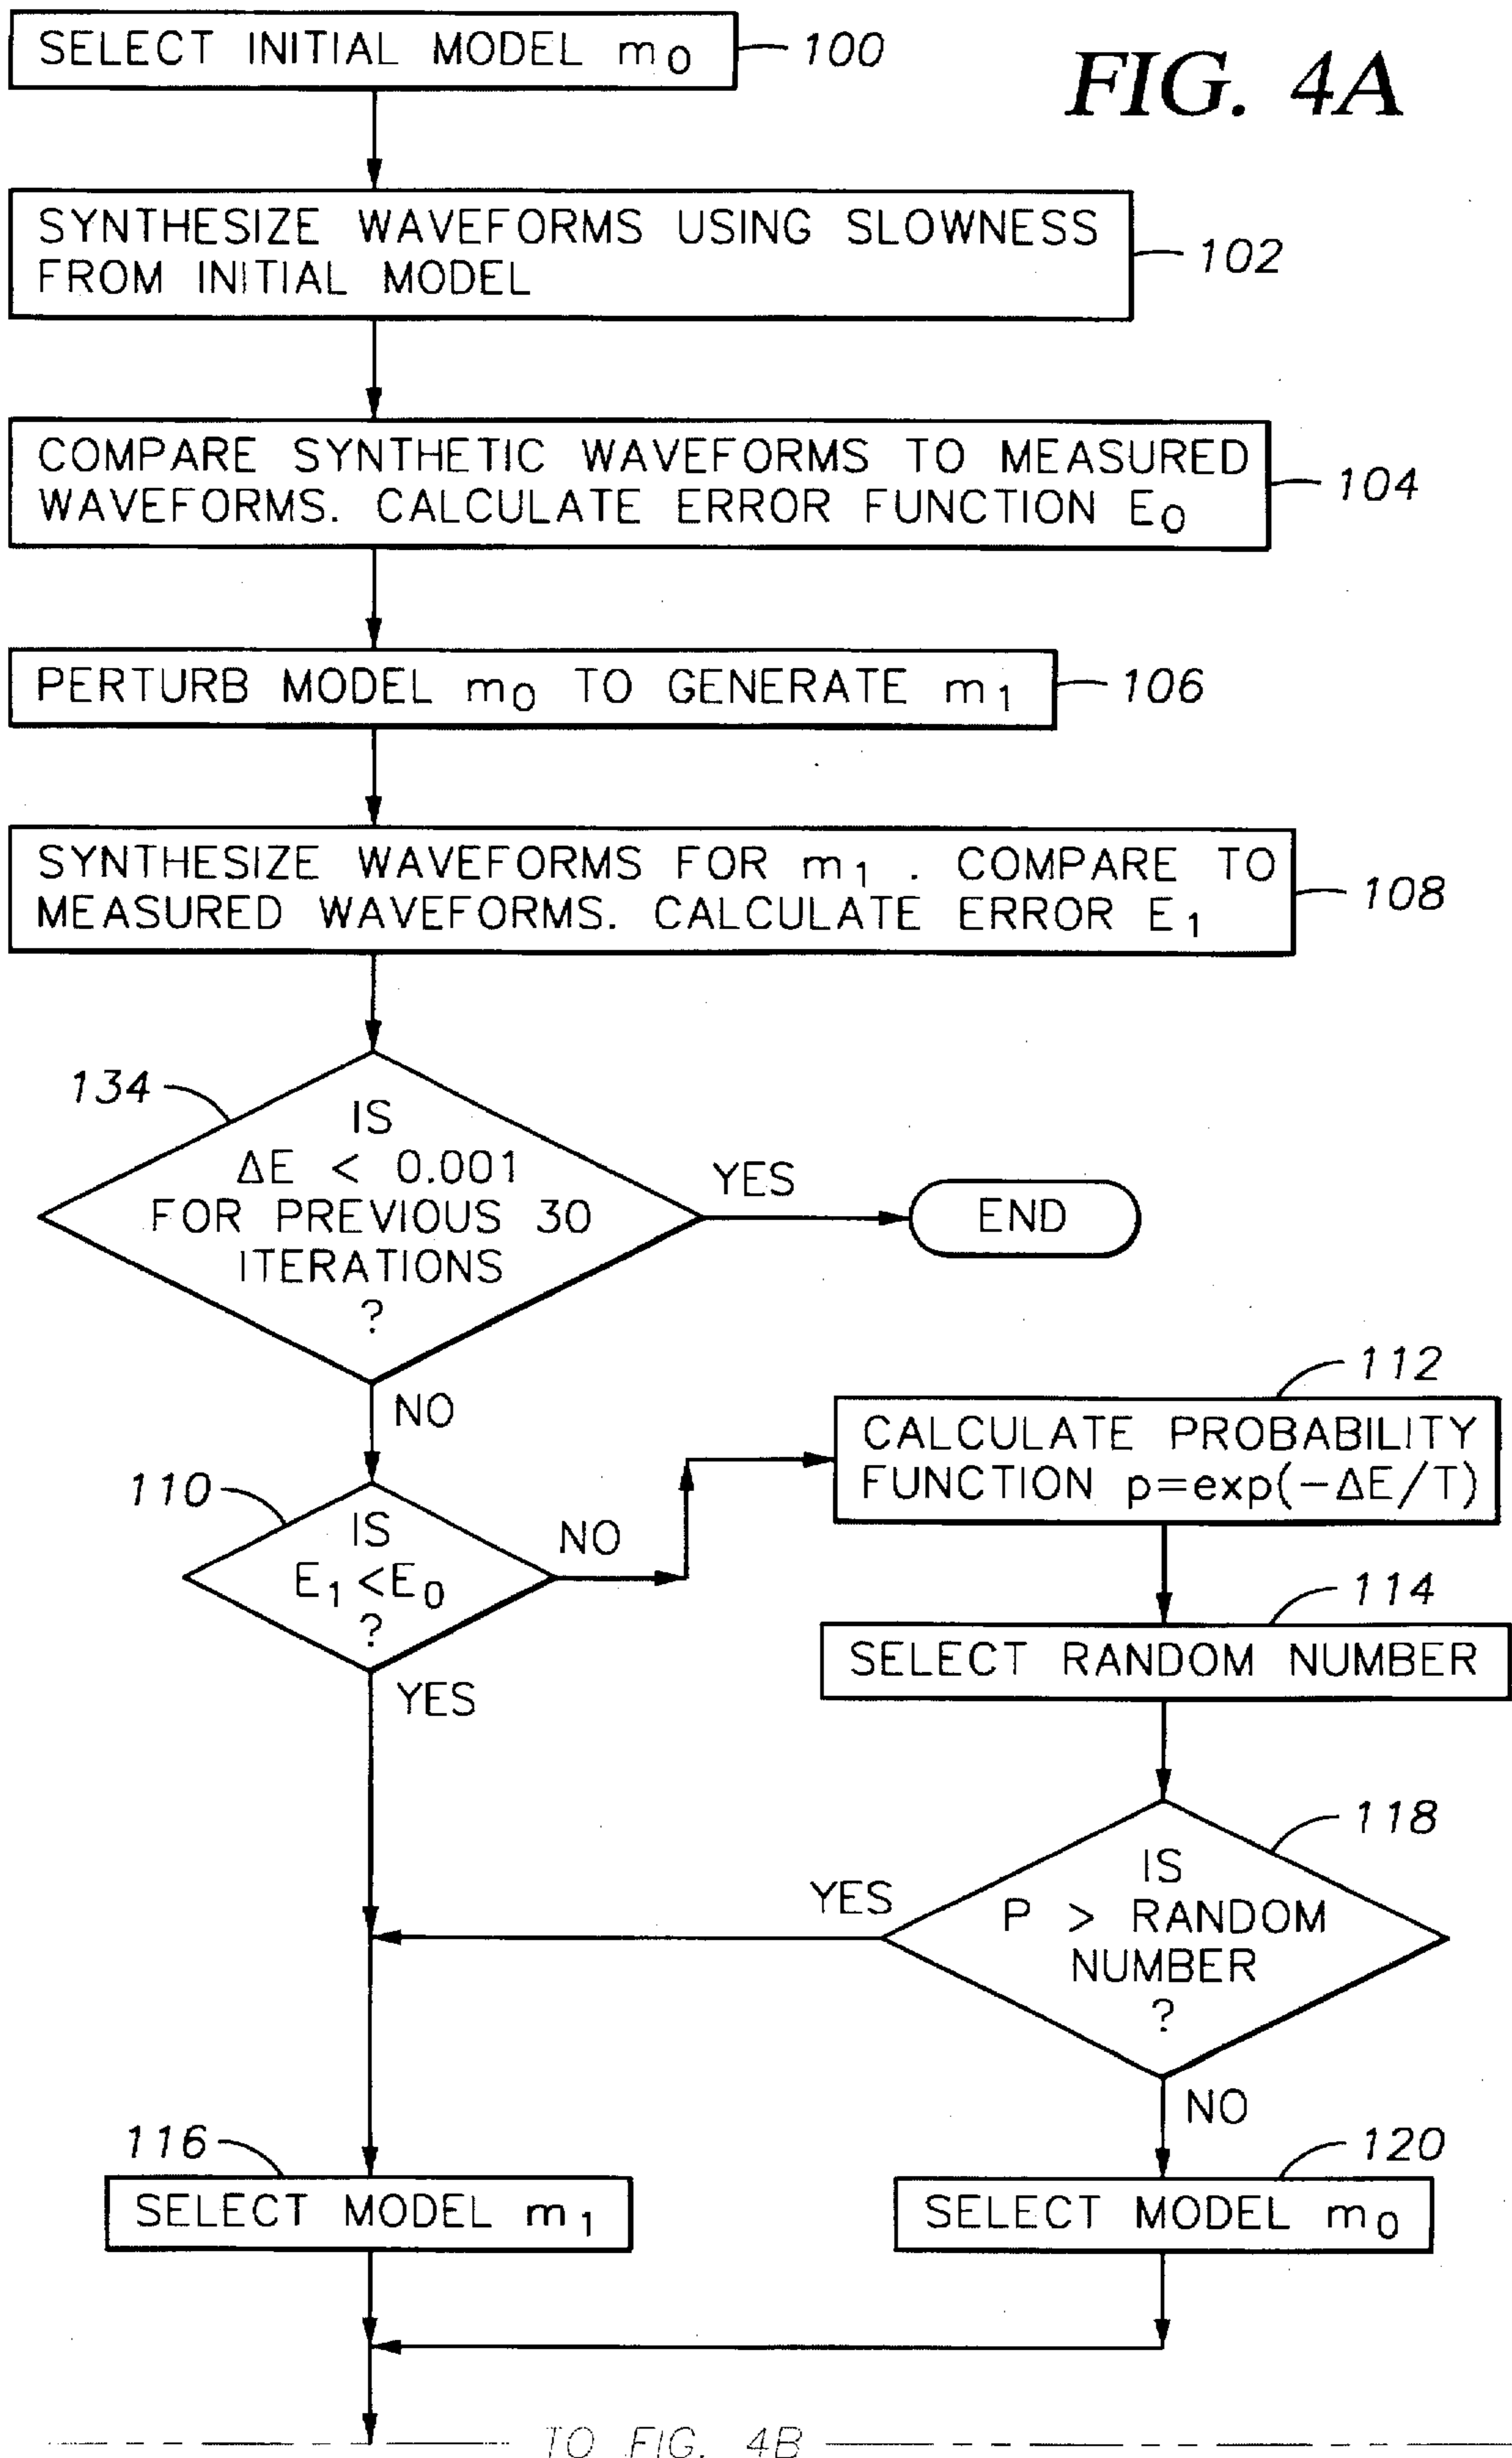 SELECT INITIAL MODEL m0
100
FIG. 4A
SYNTHESIZE WAVEFORMS USING SLOWNESS
FROM INITIAL MODEL
102
COMPARE SYNTHETIC WAVEFORMS TO MEASURED
WAVEFORMS. CALCULATE ERROR FUNCTION E0
104
PERTURB MODEL m0 TO GENERATE m1
106
SYNTHESIZE WAVEFORMS FOR m1 . COMPARE TO
MEASURED WAVEFORMS. CALCULATE ERROR E1
108
134
IS
ΔE < 0.001
FOR PREVIOUS 30
ITERATIONS
?
YES
END
NO
110
IS
E1 <E0
?
NO
YES
112
CALCULATE PROBABILITY
FUNCTION p=exp(-ΔE/T)
114
SELECT RANDOM NUMBER
118
IS
P > RANDOM
NUMBER
?
YES
NO
116
SELECT MODEL m1
120
SELECT MODEL m0
TO FIG. 4B